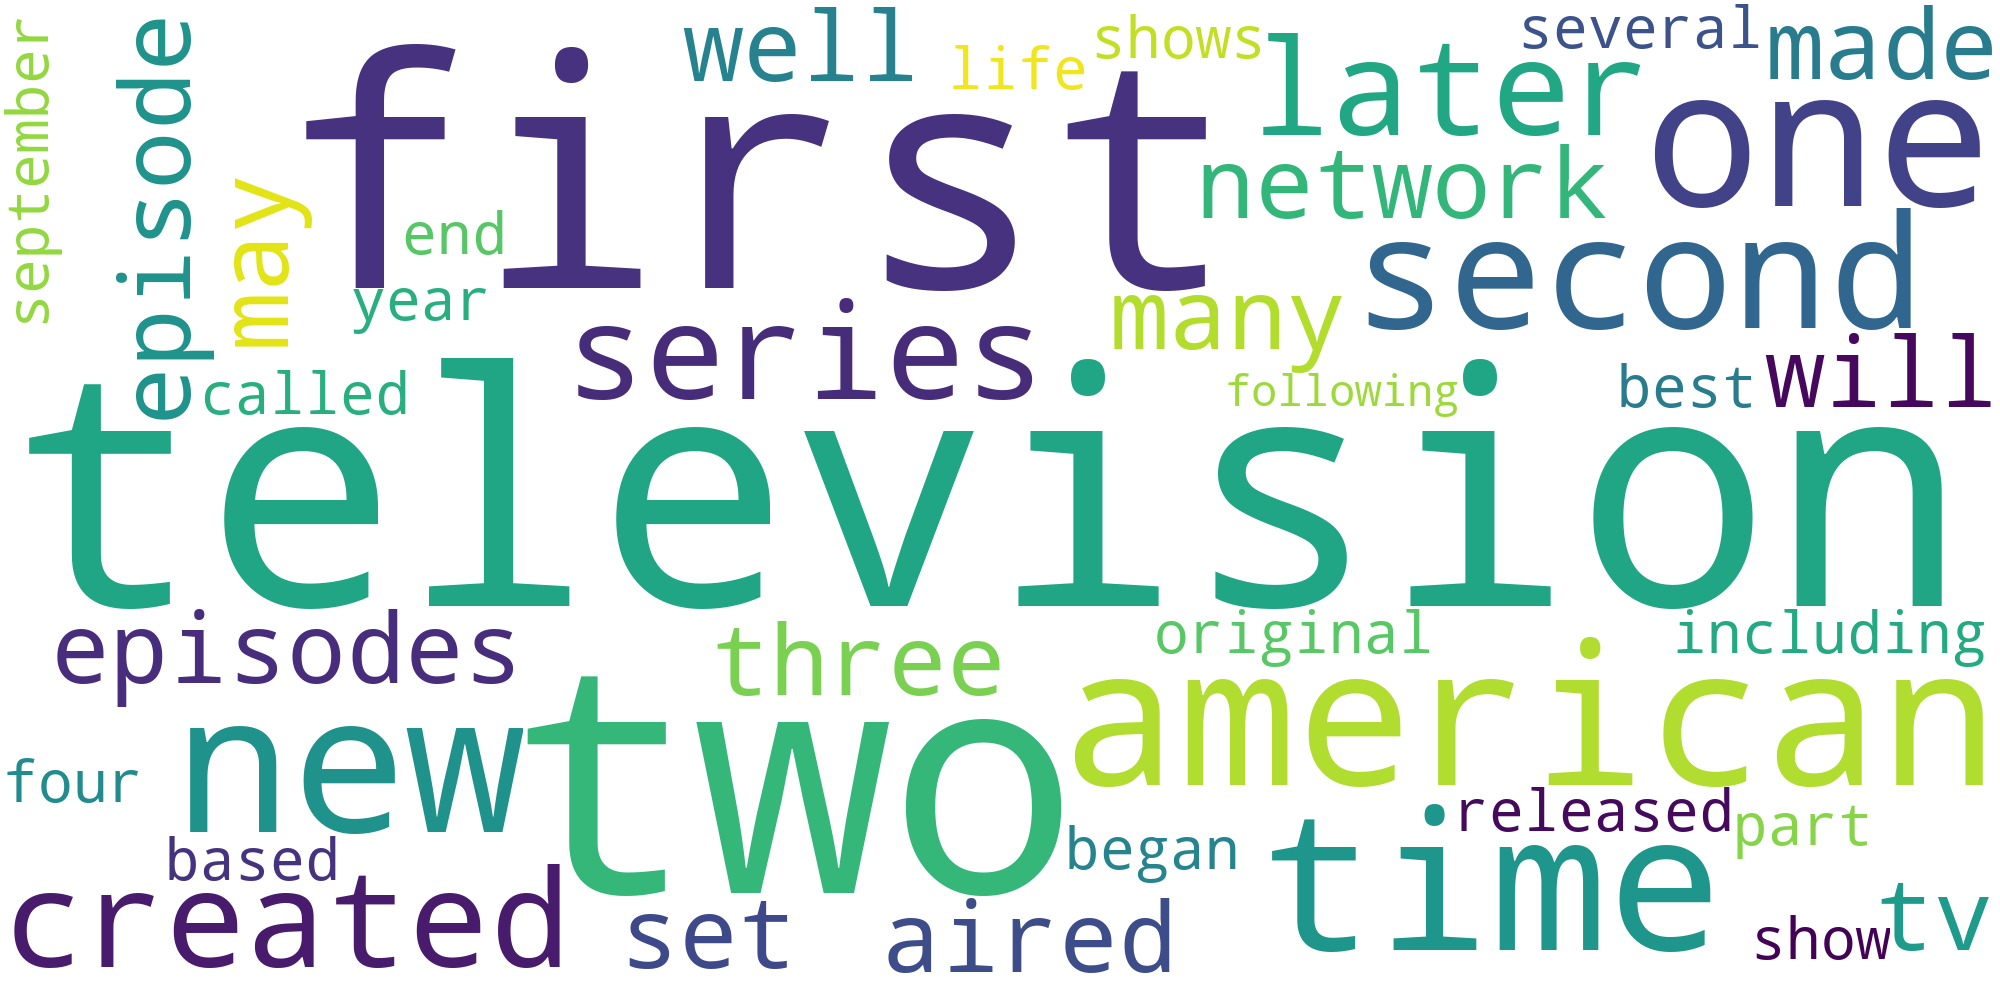 well
life
shows
several
made
september
episode
first
later
one
may
end
network
second
year
series
many
called
following
best
will
television
episodes
three
original
including
american
four
new
two
released
part
based
began
time
created
set
aired
show
tv